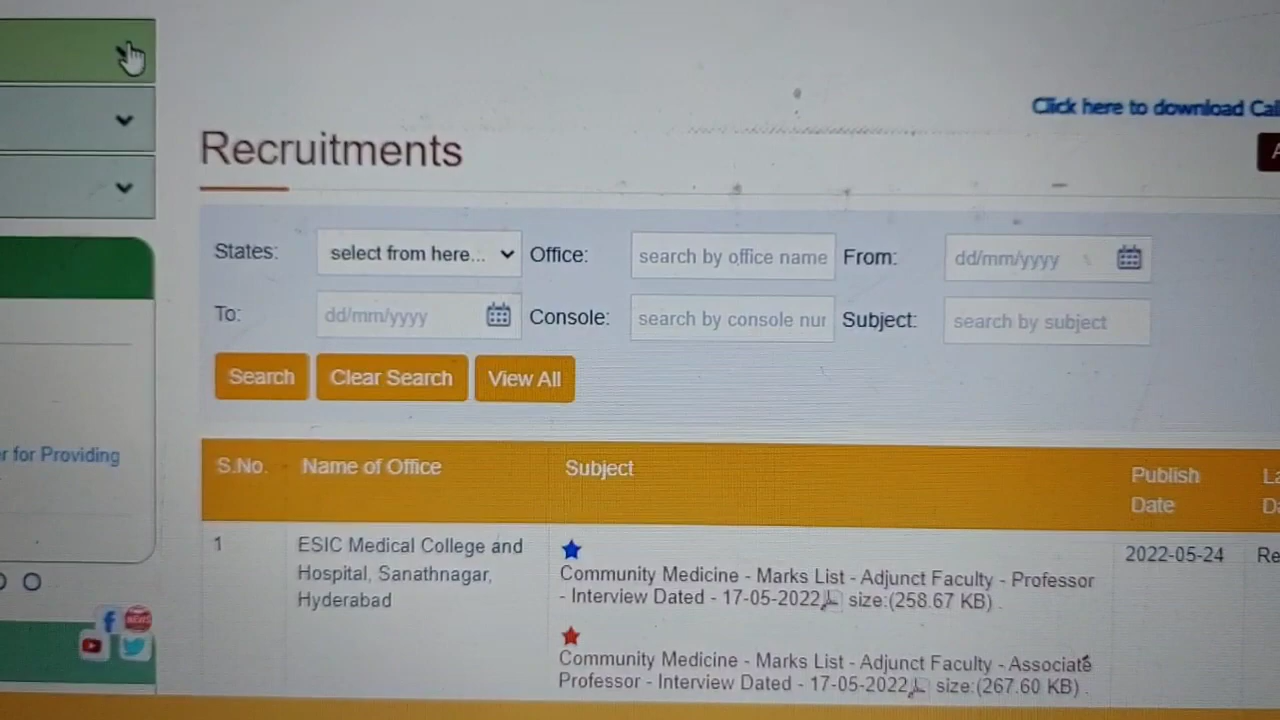 Click here to download
Recruitments
States: select from here... Office: search by office name From: dd/mm/yyyy
To: dd/mm/yyyy Console: search by console nur Subject: search by subject
Search Clear Search View All
for Providing
S.No. Name of Office Subject Publish Date
1 ESIC Medical College and Hospital, Sanathnagar, Hyderabad
Community Medicine - Marks List - Adjunct Faculty - Professor
- Interview Dated - 17-05-2022 size:(258.67 KB) .
2022-05-24
Community Medicine - Marks List - Adjunct Faculty - Associate
Professor - Interview Dated - 17-05-2022 size:(267.60 KB) .
NEWS